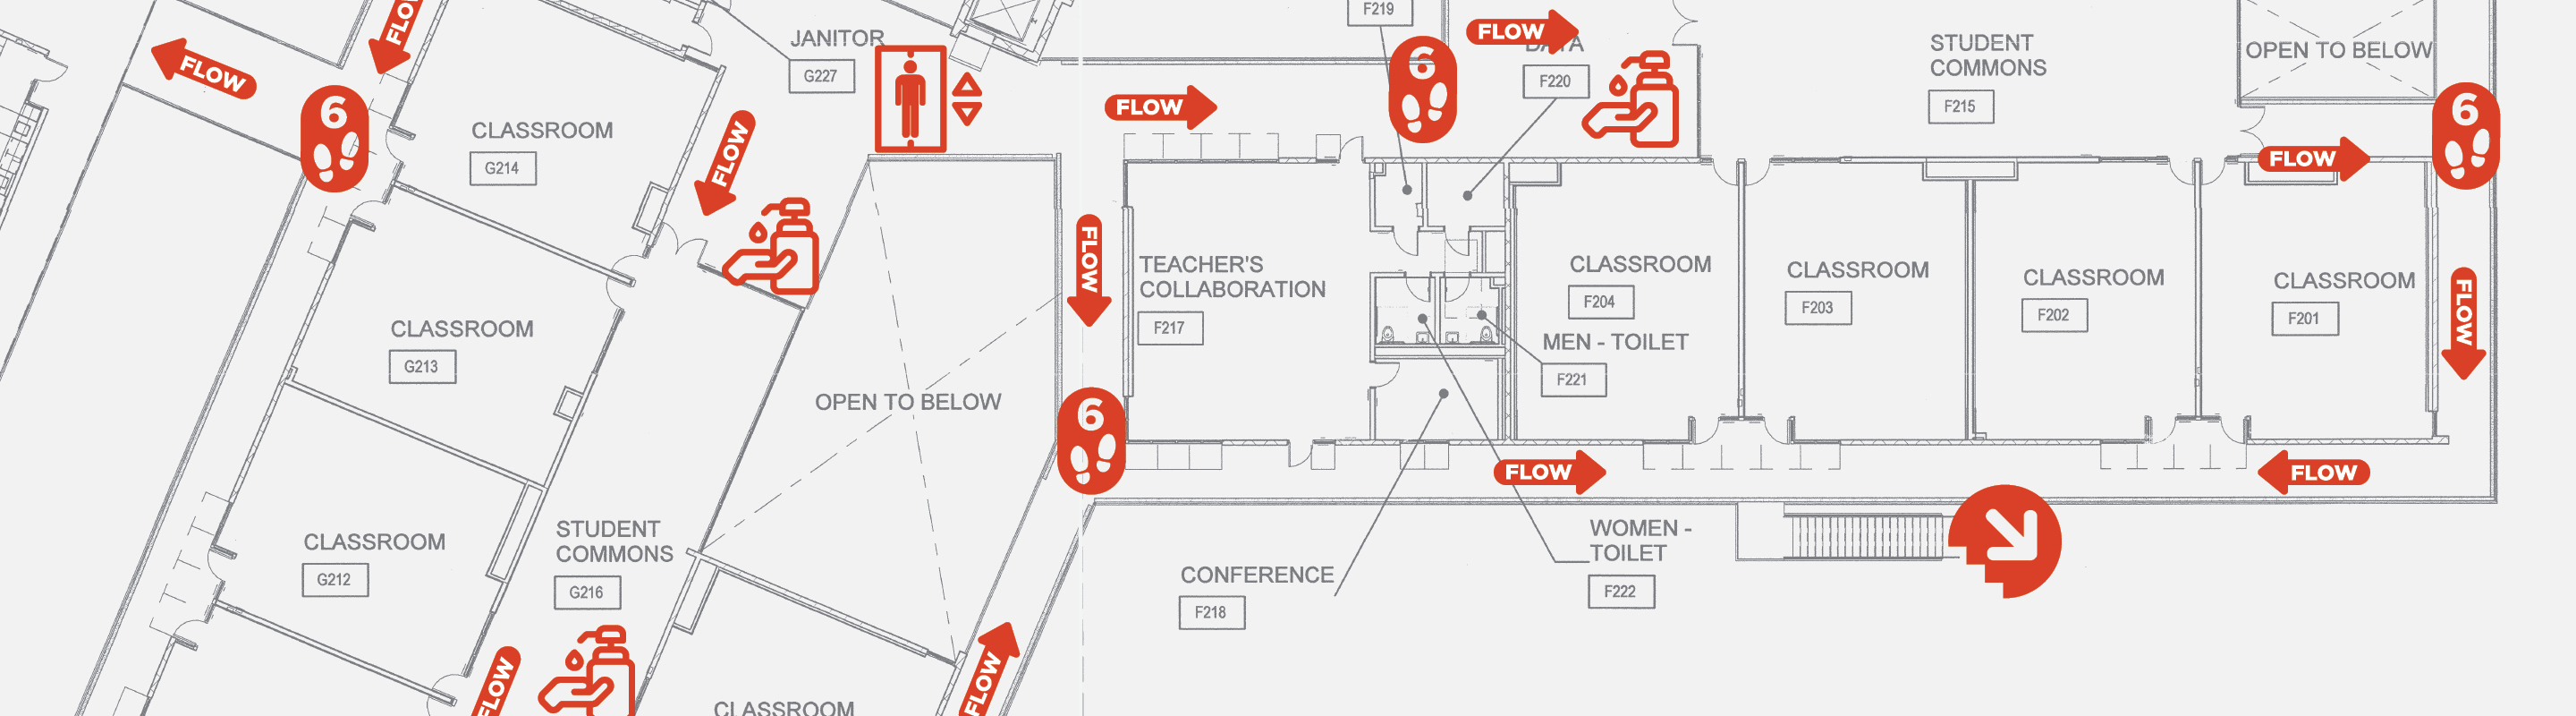 FLOW
FLOW
6
CLASSROOM
G214
JANITOR
G227
FLOW
FLOW
F219
6
FLOW
DATA
F220
STUDENT
COMMONS
F215
OPEN TO BELOW
6
FLOW
CLASSROOM
G213
OPEN TO BELOW
FLOW
TEACHER'S
COLLABORATION
F217
CLASSROOM
F204
MEN - TOILET
F221
CLASSROOM
F203
CLASSROOM
F202
CLASSROOM
F201
FLOW
6
FLOW
FLOW
CLASSROOM
G212
STUDENT
COMMONS
G216
CONFERENCE
F218
WOMEN -
TOILET
F222
FLOW
CLASSROOM
FLOW